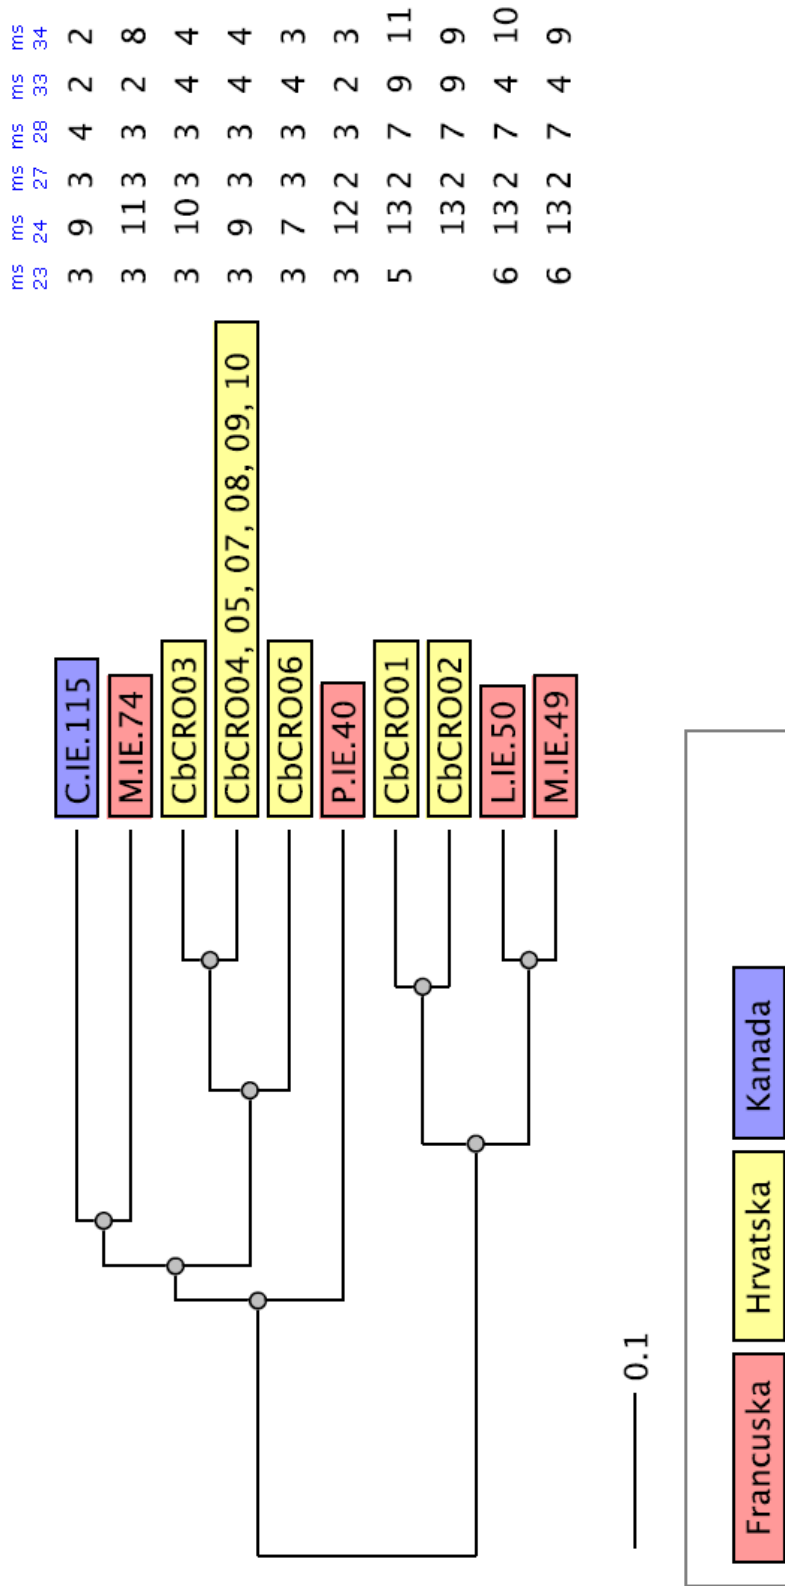 ms ms ms ms ms ms
23 24 27 28 33 34
C.IE.115 3 9 3 4 2 2
M.IE.74 3 11 3 3 2 8
CbCRO03 3 10 3 3 4 4
CbCRO04, 05, 07, 08, 09, 10 3 9 3 3 4 4
CbCRO06 3 7 3 3 4 3
P.IE.40 3 12 2 3 2 3
CbCRO01 5 13 2 7 9 11
CbCRO02 13 2 7 9 9
L.IE.50 6 13 2 7 4 10
M.IE.49 6 13 2 7 4 9
0.1
Francuska Hrvatska Kanada